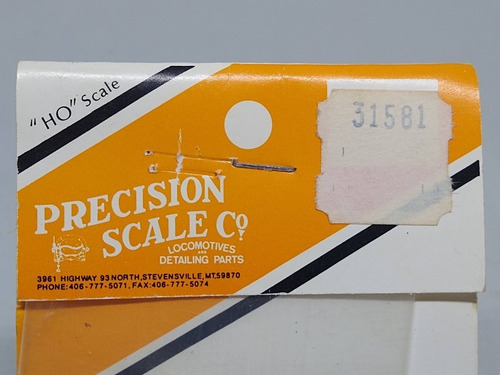 "HO" Scale
31581
PRECISION
SCALE Co.
LOCOMOTIVES
AND
DETAILING PARTS
3961 HIGHWAY 93 NORTH, STEVENSVILLE, MT. 59870
PHONE: 406-777-5071, FAX: 406-777-5074